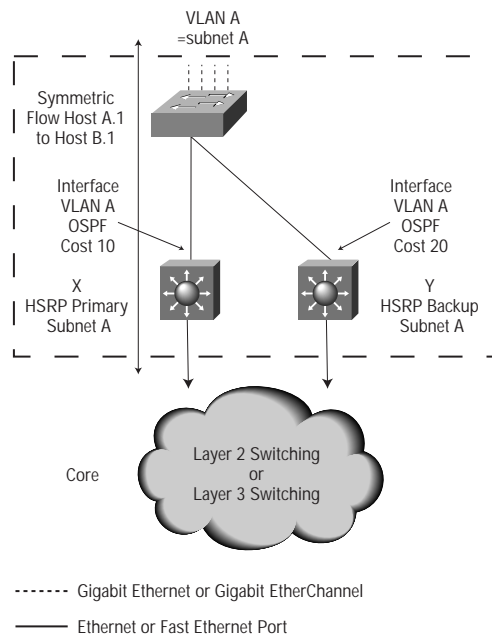 VLAN A
=subnet A
Symmetric
Flow Host A.1
to Host B.1
Interface
VLAN A
OSPF
Cost 10
Interface
VLAN A
OSPF
Cost 20
X
HSRP Primary
Subnet A
Y
HSRP Backup
Subnet A
Core
Layer 2 Switching
or
Layer 3 Switching
Gigabit Ethernet or Gigabit EtherChannel
Ethernet or Fast Ethernet Port